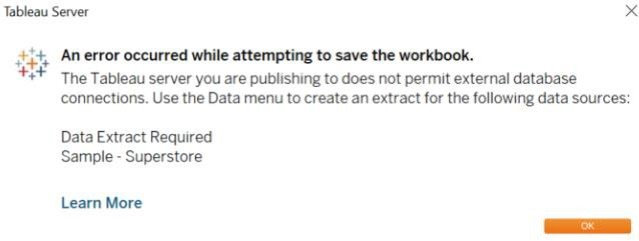 Tableau Server
An error occurred while attempting to save the workbook.
The Tableau server you are publishing to does not permit external database
connections. Use the Data menu to create an extract for the following data sources:
Data Extract Required
Sample - Superstore
Learn More
OK